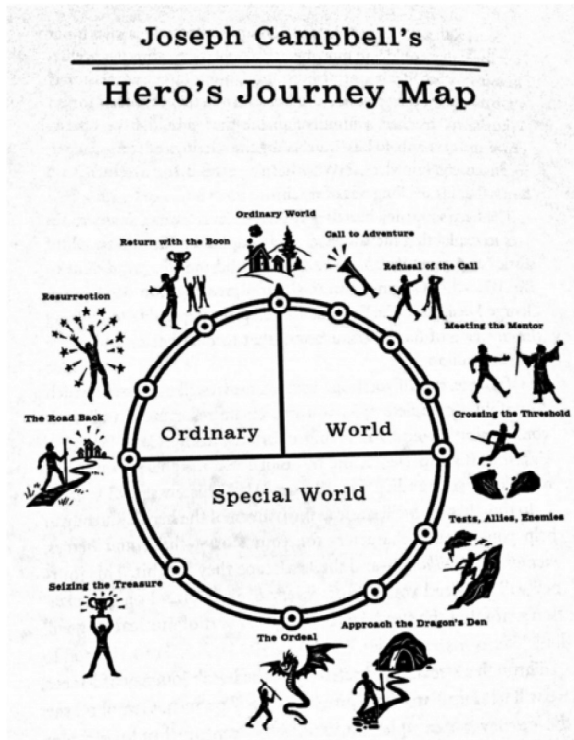 Joseph Campbell's
Hero's Journey Map
Ordinary World
Call to Adventure
Refusal of the Call
Meeting the Mentor
Crossing the Threshold
Tests, Allies, Enemies
Approach the Dragon's Den
The Ordeal
Seizing the Treasure
The Road Back
Resurrection
Return with the Boon
Ordinary World
Special World